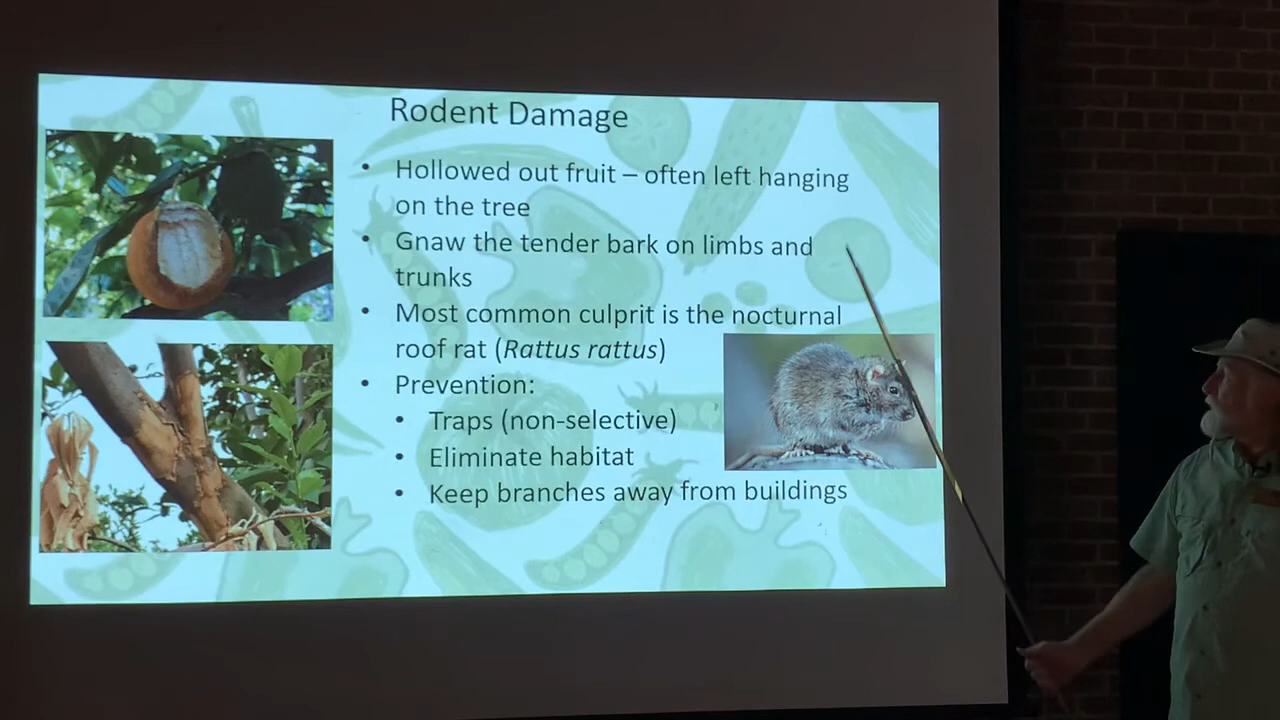 Rodent Damage
• Hollowed out fruit – often left hanging
on the tree
• Gnaw the tender bark on limbs and
trunks
• Most common culprit is the nocturnal
roof rat (Rattus rattus)
• Prevention:
• Traps (non-selective)
• Eliminate habitat
• Keep branches away from buildings